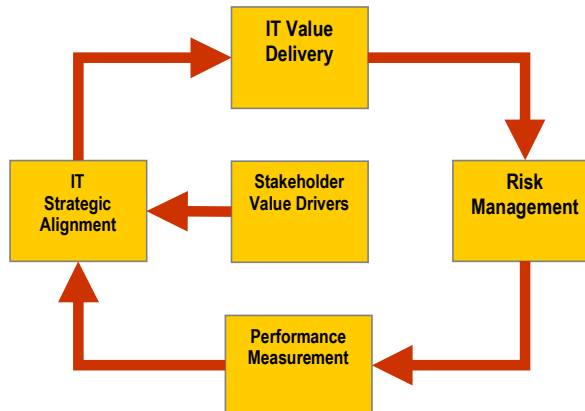 IT Value
Delivery
IT
Strategic
Alignment
Stakeholder
Value Drivers
Risk
Management
Performance
Measurement